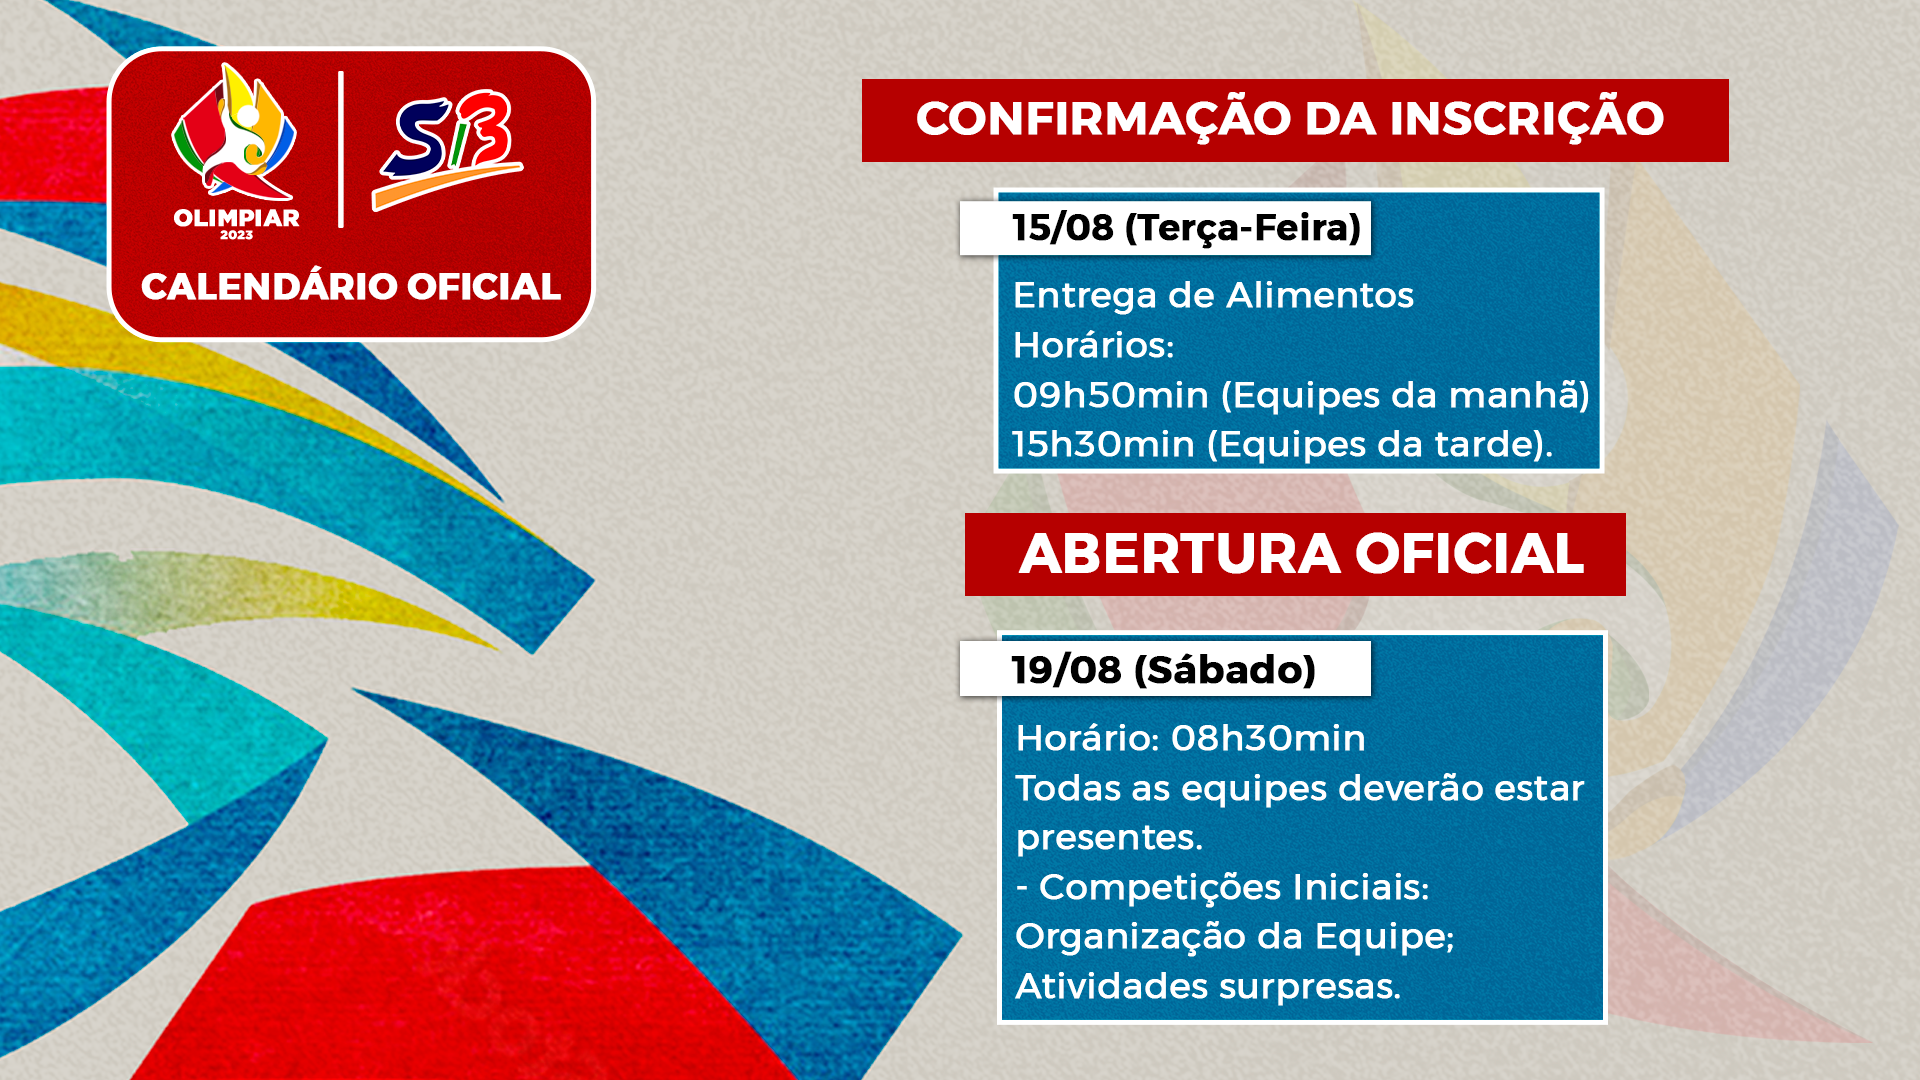 OLIMPIAR
2023
SiB
CALENDÁRIO OFICIAL
CONFIRMAÇÃO DA INSCRIÇÃO
15/08 (Terça-Feira)
Entrega de Alimentos
Horários:
09h50min (Equipes da manhã)
15h30min (Equipes da tarde).
ABERTURA OFICIAL
19/08 (Sábado)
Horário: 08h30min
Todas as equipes deverão estar
presentes.
- Competições Iniciais:
Organização da Equipe;
Atividades surpresas.